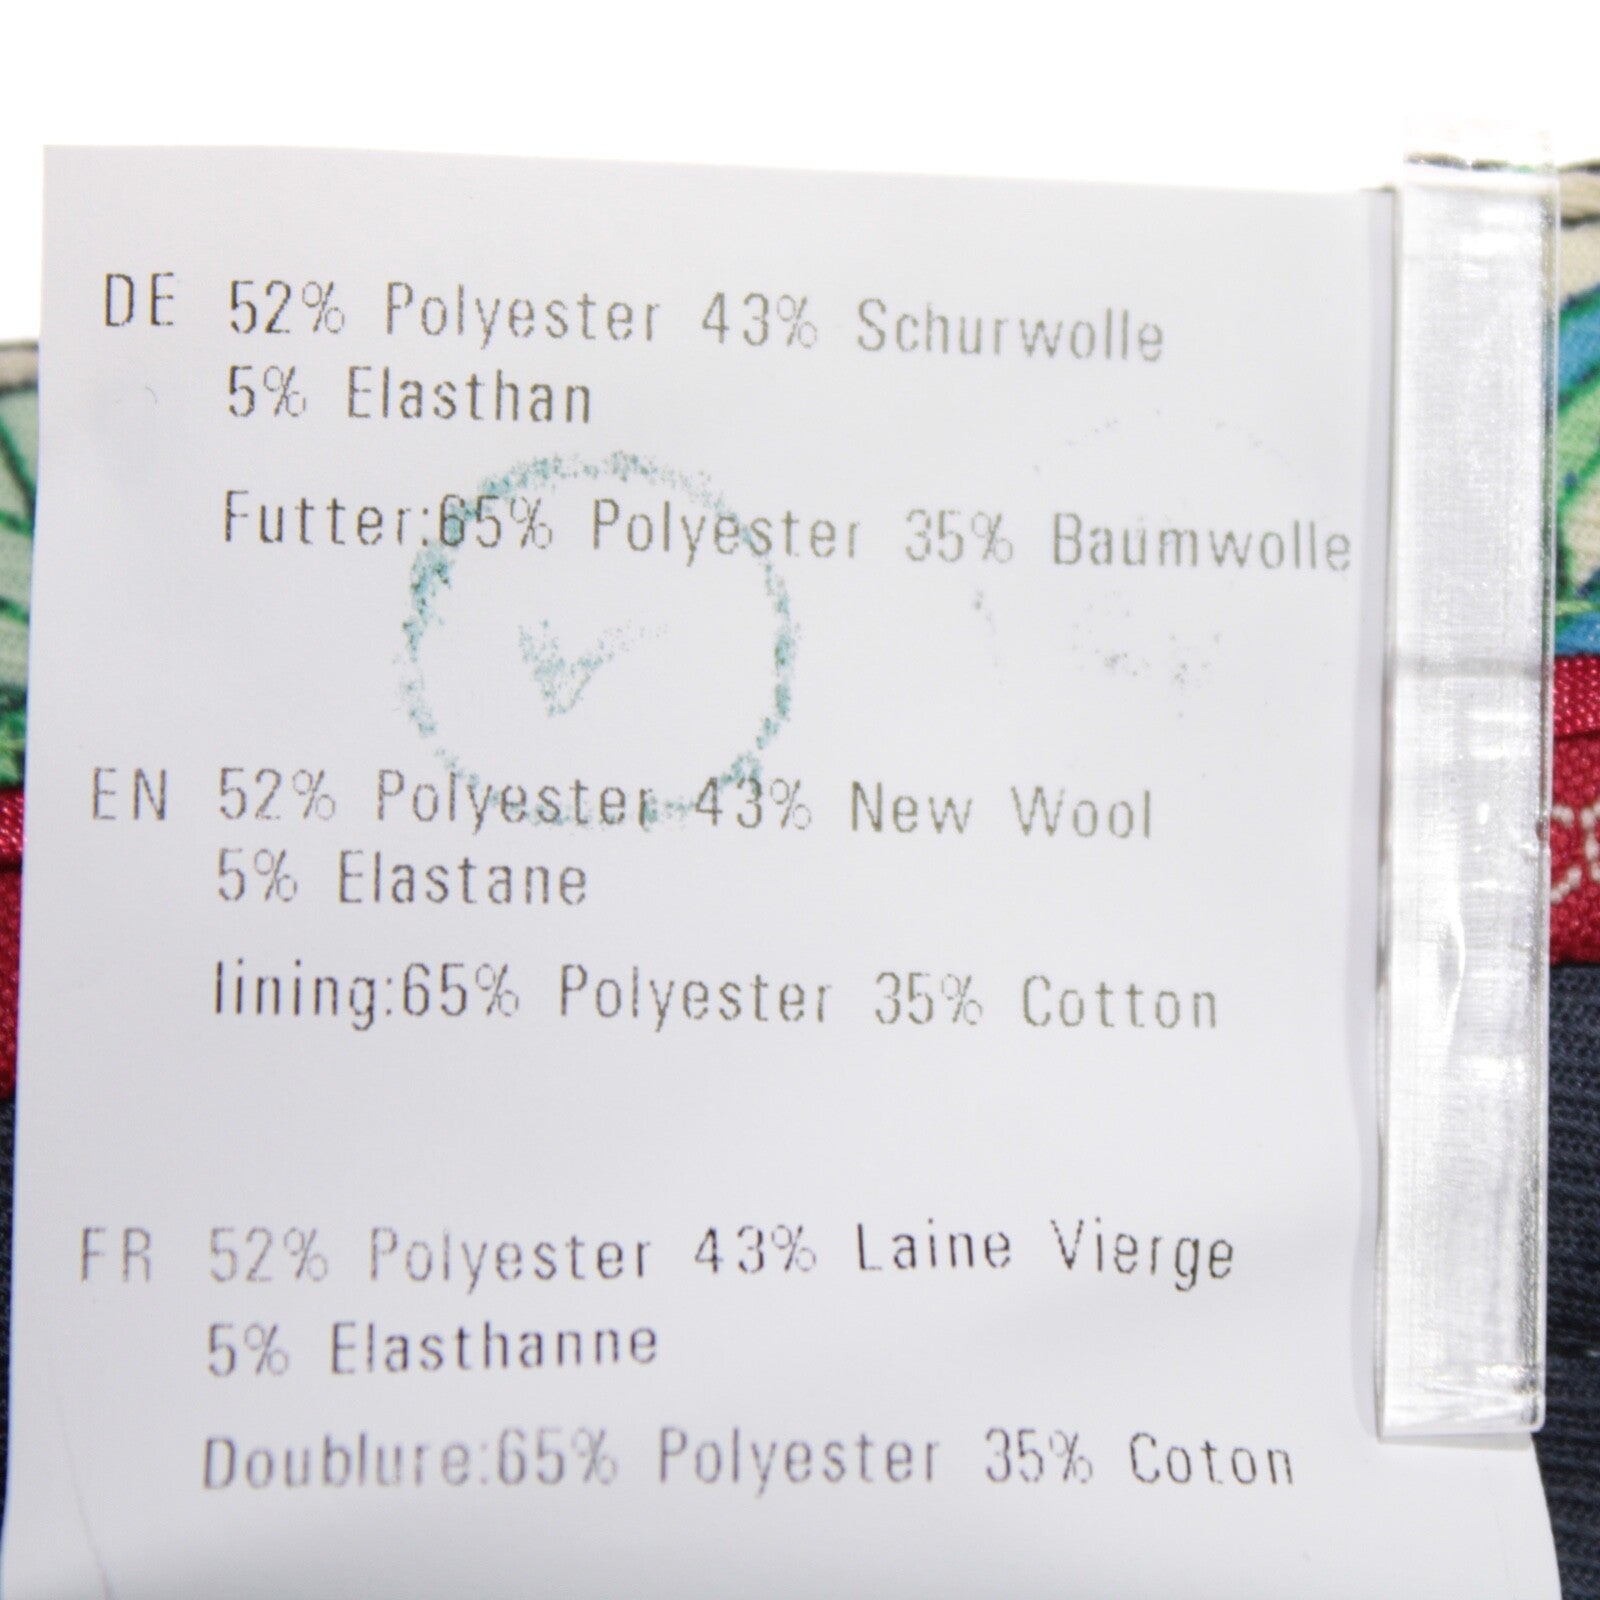 DE 52% Polyester 43% Schurwolle
5% Elasthan
Futter:65% Polyester 35% Baumwolle
EN 52% Polyester 43% New Wool
5% Elastane
lining:65% Polyester 35% Cotton
FR 52% Polyester 43% Laine Vierge
5% Elasthanne
Doublure:65% Polyester 35% Coton